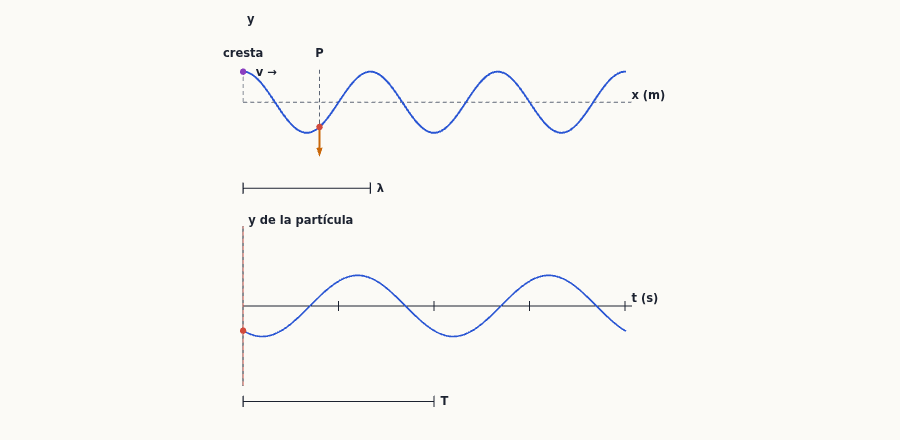 y
cresta
P
v →
x (m)
λ
y de la partícula
t (s)
T